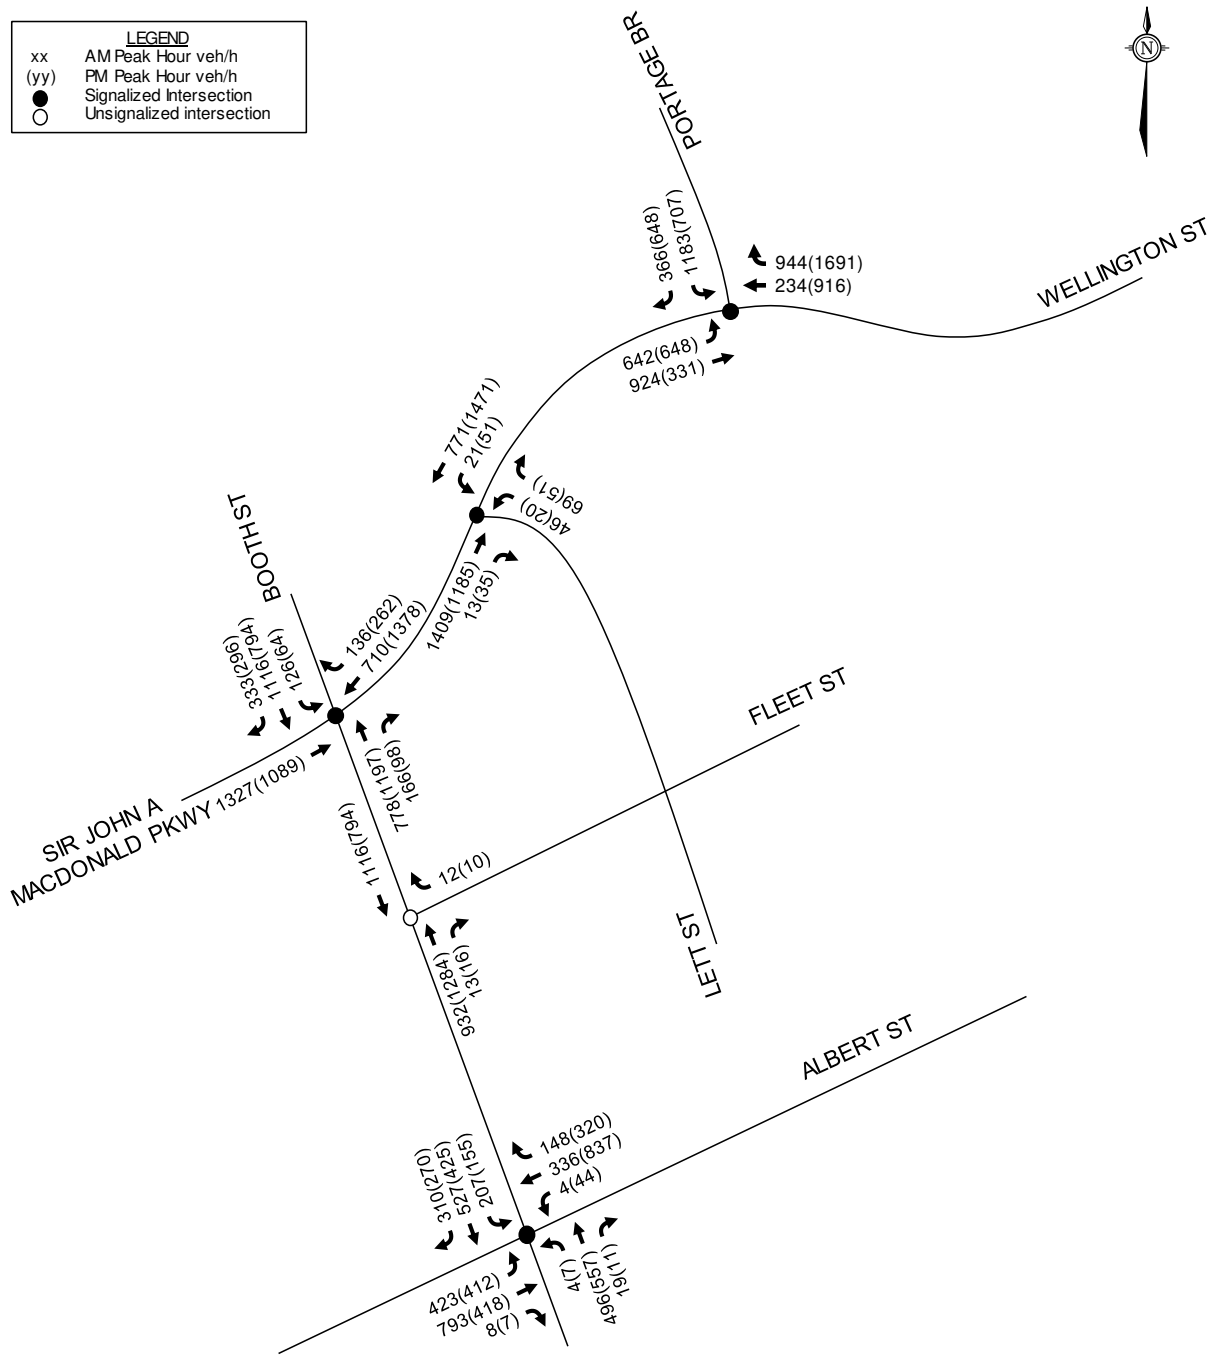 LEGEND
xx AM Peak Hour veh/h
(yy) PM Peak Hour veh/h
Signalized Intersection
Unsignalized intersection
N
PORTAGE BR
WELLINGTON ST
366(648)
1183(707)
944(1691)
234(916)
642(648)
924(331)
771(1471)
21(51)
69(51)
46(20)
1409(1185)
13(35)
BOOTH ST
136(262)
710(1378)
333(296)
1116(794)
126(64)
778(1197)
166(98)
1327(1089)
SIR JOHN A
MACDONALD PKWY
FLEET ST
1116(794)
12(10)
932(1284)
13(16)
LETT ST
ALBERT ST
148(320)
336(837)
4(44)
310(270)
527(425)
207(155)
423(412)
793(418)
8(7)
4(7)
496(557)
19(11)